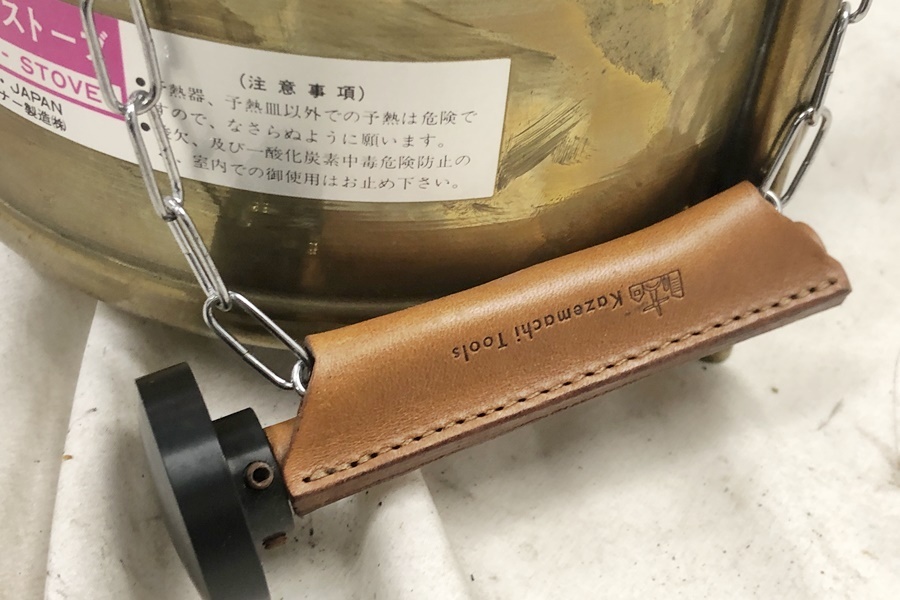 ストーブ
- STOVE
JAPAN
ナー製造㈱
(注意事項)
予熱器、予熱皿以外での予熱は危険で
すので、なさらぬように願います。
欠、及び一酸化炭素中毒危険防止の
、室内での御使用はお止め下さい。
Kazemachi Tools